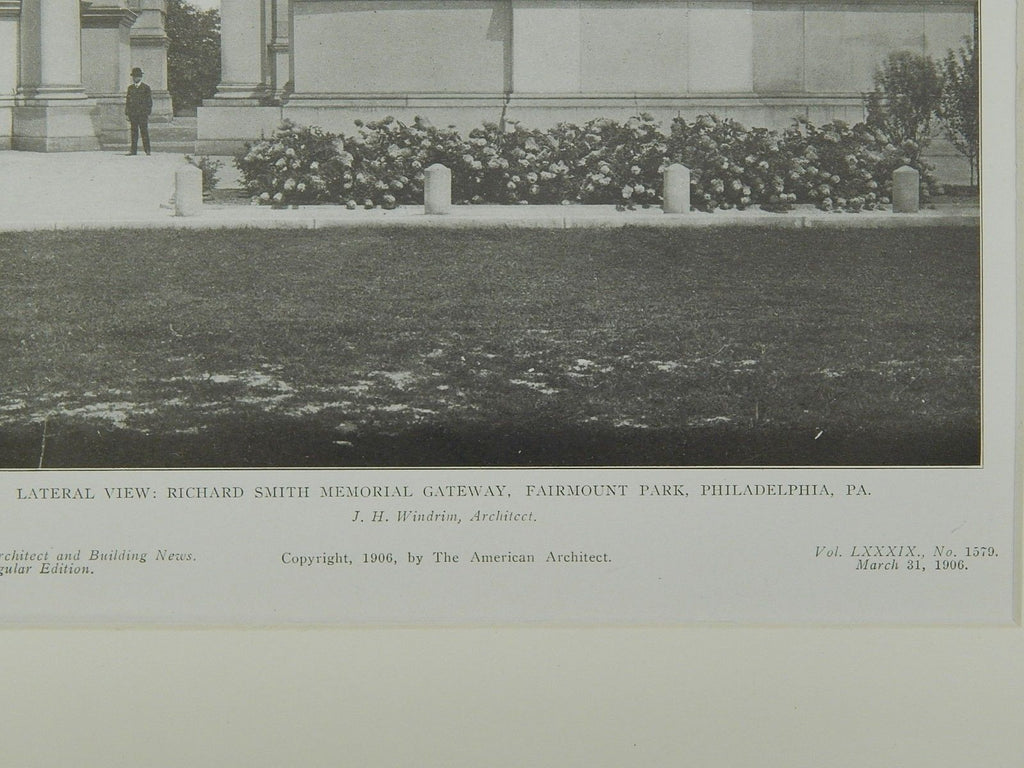 LATERAL VIEW: RICHARD SMITH MEMORIAL GATEWAY, FAIRMOUNT PARK, PHILADELPHIA, PA.
J. H. Windrim, Architect.
rchitect and Building News.
gular Edition.
Copyright, 1906, by The American Architect.
Vol. LXXXIX., No. 1579.
March 31, 1906.